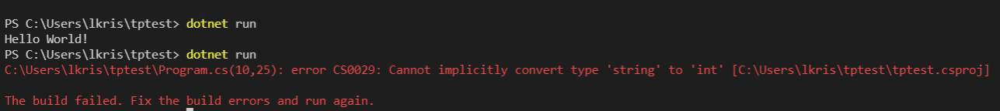 PS C:\Users\lkris\tptest> dotnet run
Hello World!
PS C:\Users\lkris\tptest> dotnet run
C:\Users\lkris\tptest\Program.cs(10,25): error CS0029: Cannot implicitly convert type 'string' to 'int' [C:\Users\lkris\tptest\tptest.csproj]
The build failed. Fix the build errors and run again.